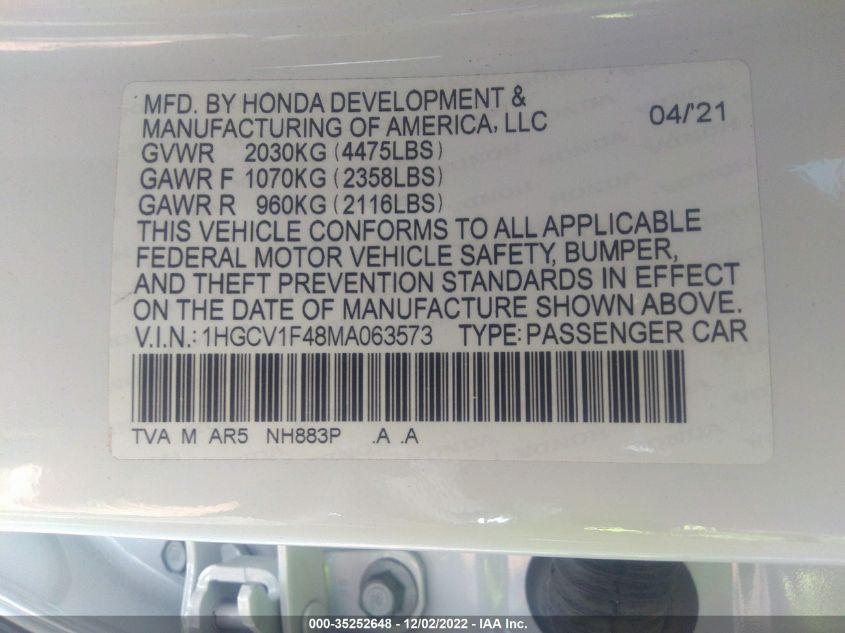 MFD. BY HONDA DEVELOPMENT &
MANUFACTURING OF AMERICA, LLC 04/'21
GVWR 2030KG (4475LBS)
GAWR F 1070KG (2358LBS)
GAWR R 960KG (2116LBS)
THIS VEHICLE CONFORMS TO ALL APPLICABLE
FEDERAL MOTOR VEHICLE SAFETY, BUMPER,
AND THEFT PREVENTION STANDARDS IN EFFECT
ON THE DATE OF MANUFACTURE SHOWN ABOVE.
V.I.N.: 1HGCV1F48MA063573 TYPE: PASSENGER CAR
TVA M AR5 NH883P .A .A
000-35252648 - 12/02/2022 - IAA Inc.